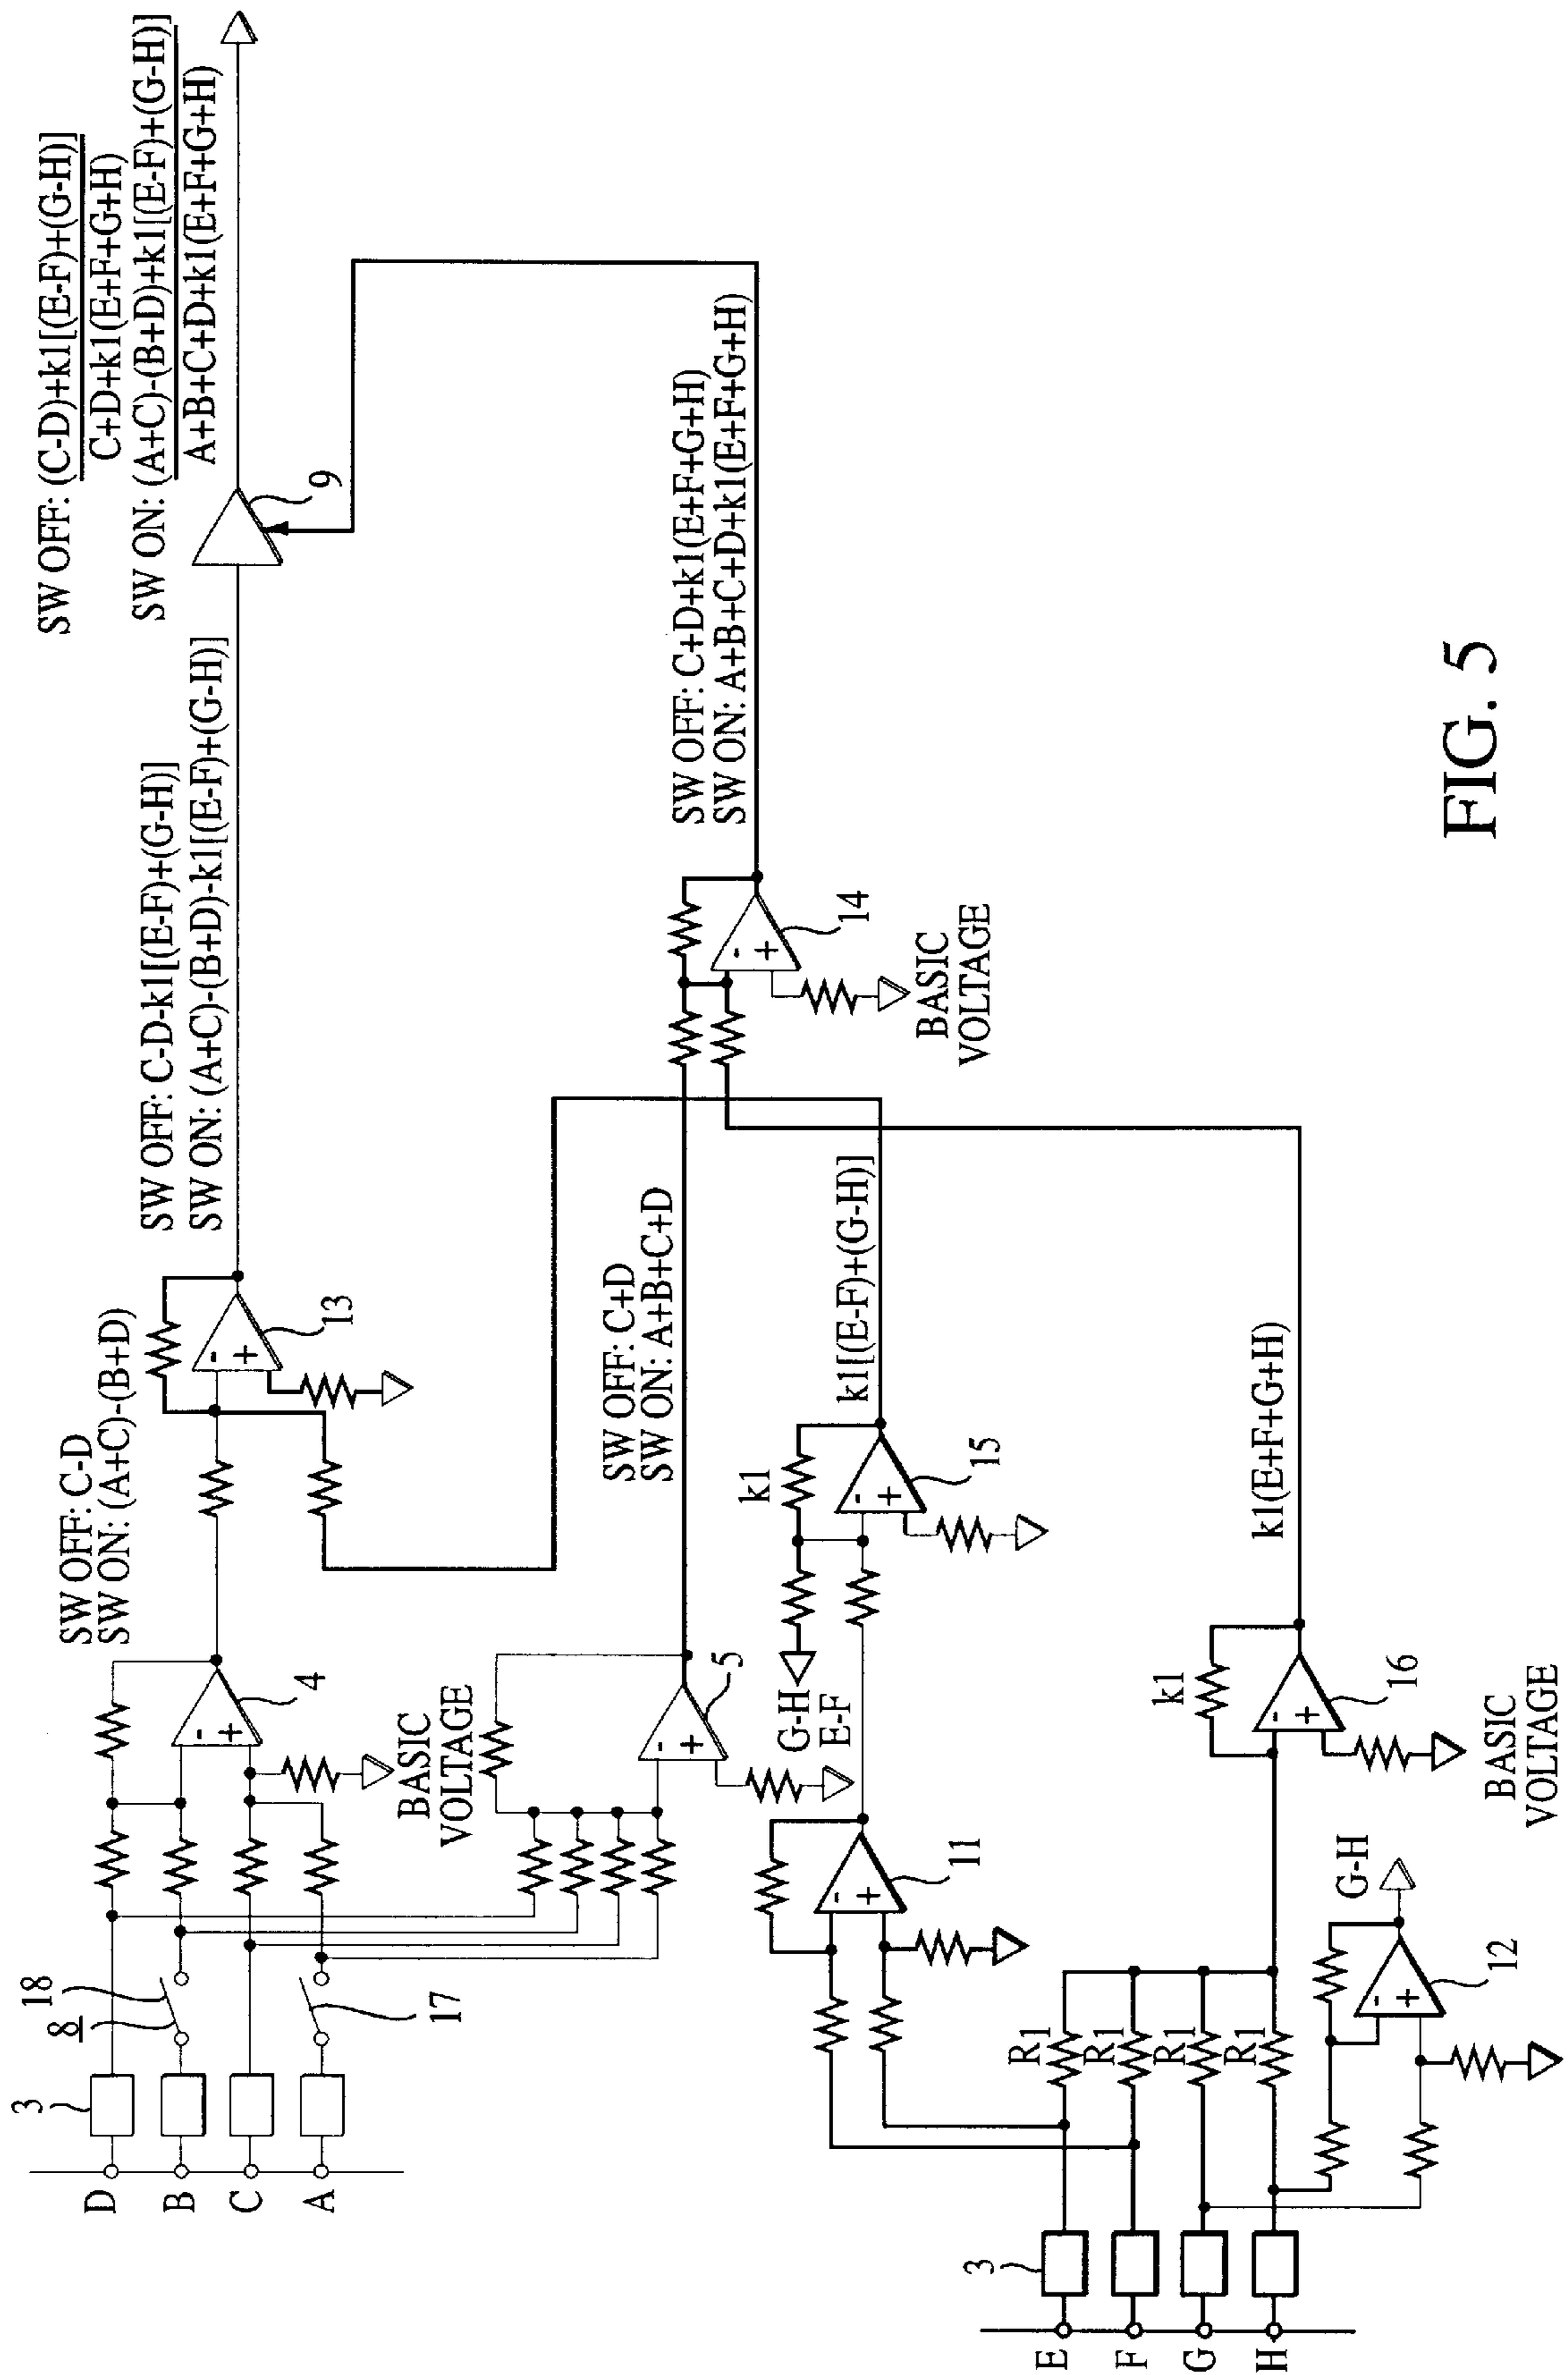 SW OFF: (C-D)+k1[(E-F)+(G-H)]
C+D+k1(E+F+G+H)
SW ON: (A+C)-(B+D)+k1[(E-F)+(G-H)]
A+B+C+D+k1(E+F+G+H)
9
SW OFF: C-D-k1[(E-F)+(G-H)]
SW ON: (A+C)-(B+D)-k1[(E-F)+(G-H)]
SW OFF: C-D
SW ON: (A+C)-(B+D)
-
+
13
3
8
18
17
D
B
C
A
-
+
4
BASIC
VOLTAGE
-
+
5
SW OFF: C+D
SW ON: A+B+C+D
SW OFF: C+D+k1(E+F+G+H)
SW ON: A+B+C+D+k1(E+F+G+H)
-
+
14
BASIC
VOLTAGE
G-H
E-F
k1
-
+
15
k1[(E-F)+(G-H)]
-
+
11
3
E
F
G
H
R1
R1
R1
R1
k1
-
+
16
k1(E+F+G+H)
BASIC
VOLTAGE
G-H
-
+
12
FIG. 5